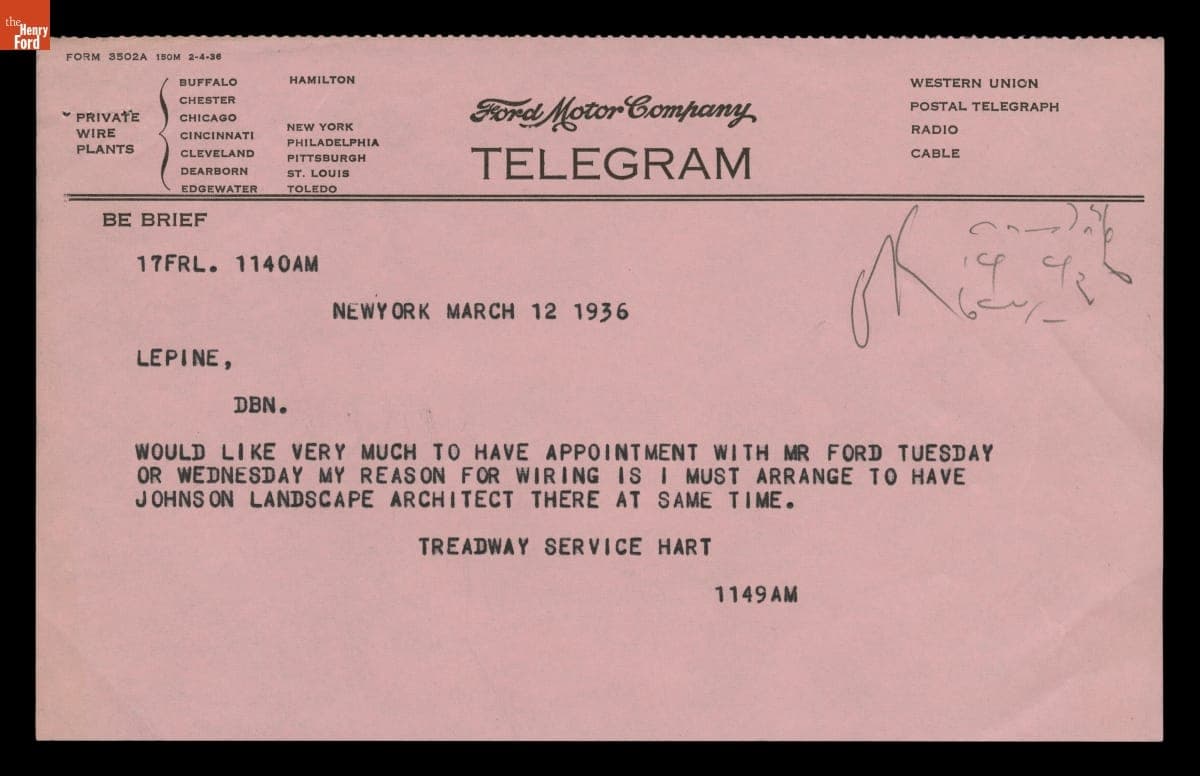 the
Henry
Ford
FORM 3502A 150M 2-4-36
PRIVATE
WIRE
PLANTS
BUFFALO
CHESTER
CHICAGO
CINCINNATI
CLEVELAND
DEARBORN
EDGEWATER
HAMILTON
NEW YORK
PHILADELPHIA
PITTSBURGH
ST. LOUIS
TOLEDO
Ford Motor Company
TELEGRAM
WESTERN UNION
POSTAL TELEGRAPH
RADIO
CABLE
BE BRIEF
OK
17FRL. 1140AM
NEWYORK MARCH 12 1936
LEPINE,
DBN.
WOULD LIKE VERY MUCH TO HAVE APPOINTMENT WITH MR FORD TUESDAY
OR WEDNESDAY MY REASON FOR WIRING IS I MUST ARRANGE TO HAVE
JOHNSON LANDSCAPE ARCHITECT THERE AT SAME TIME.
TREADWAY SERVICE HART
1149AM